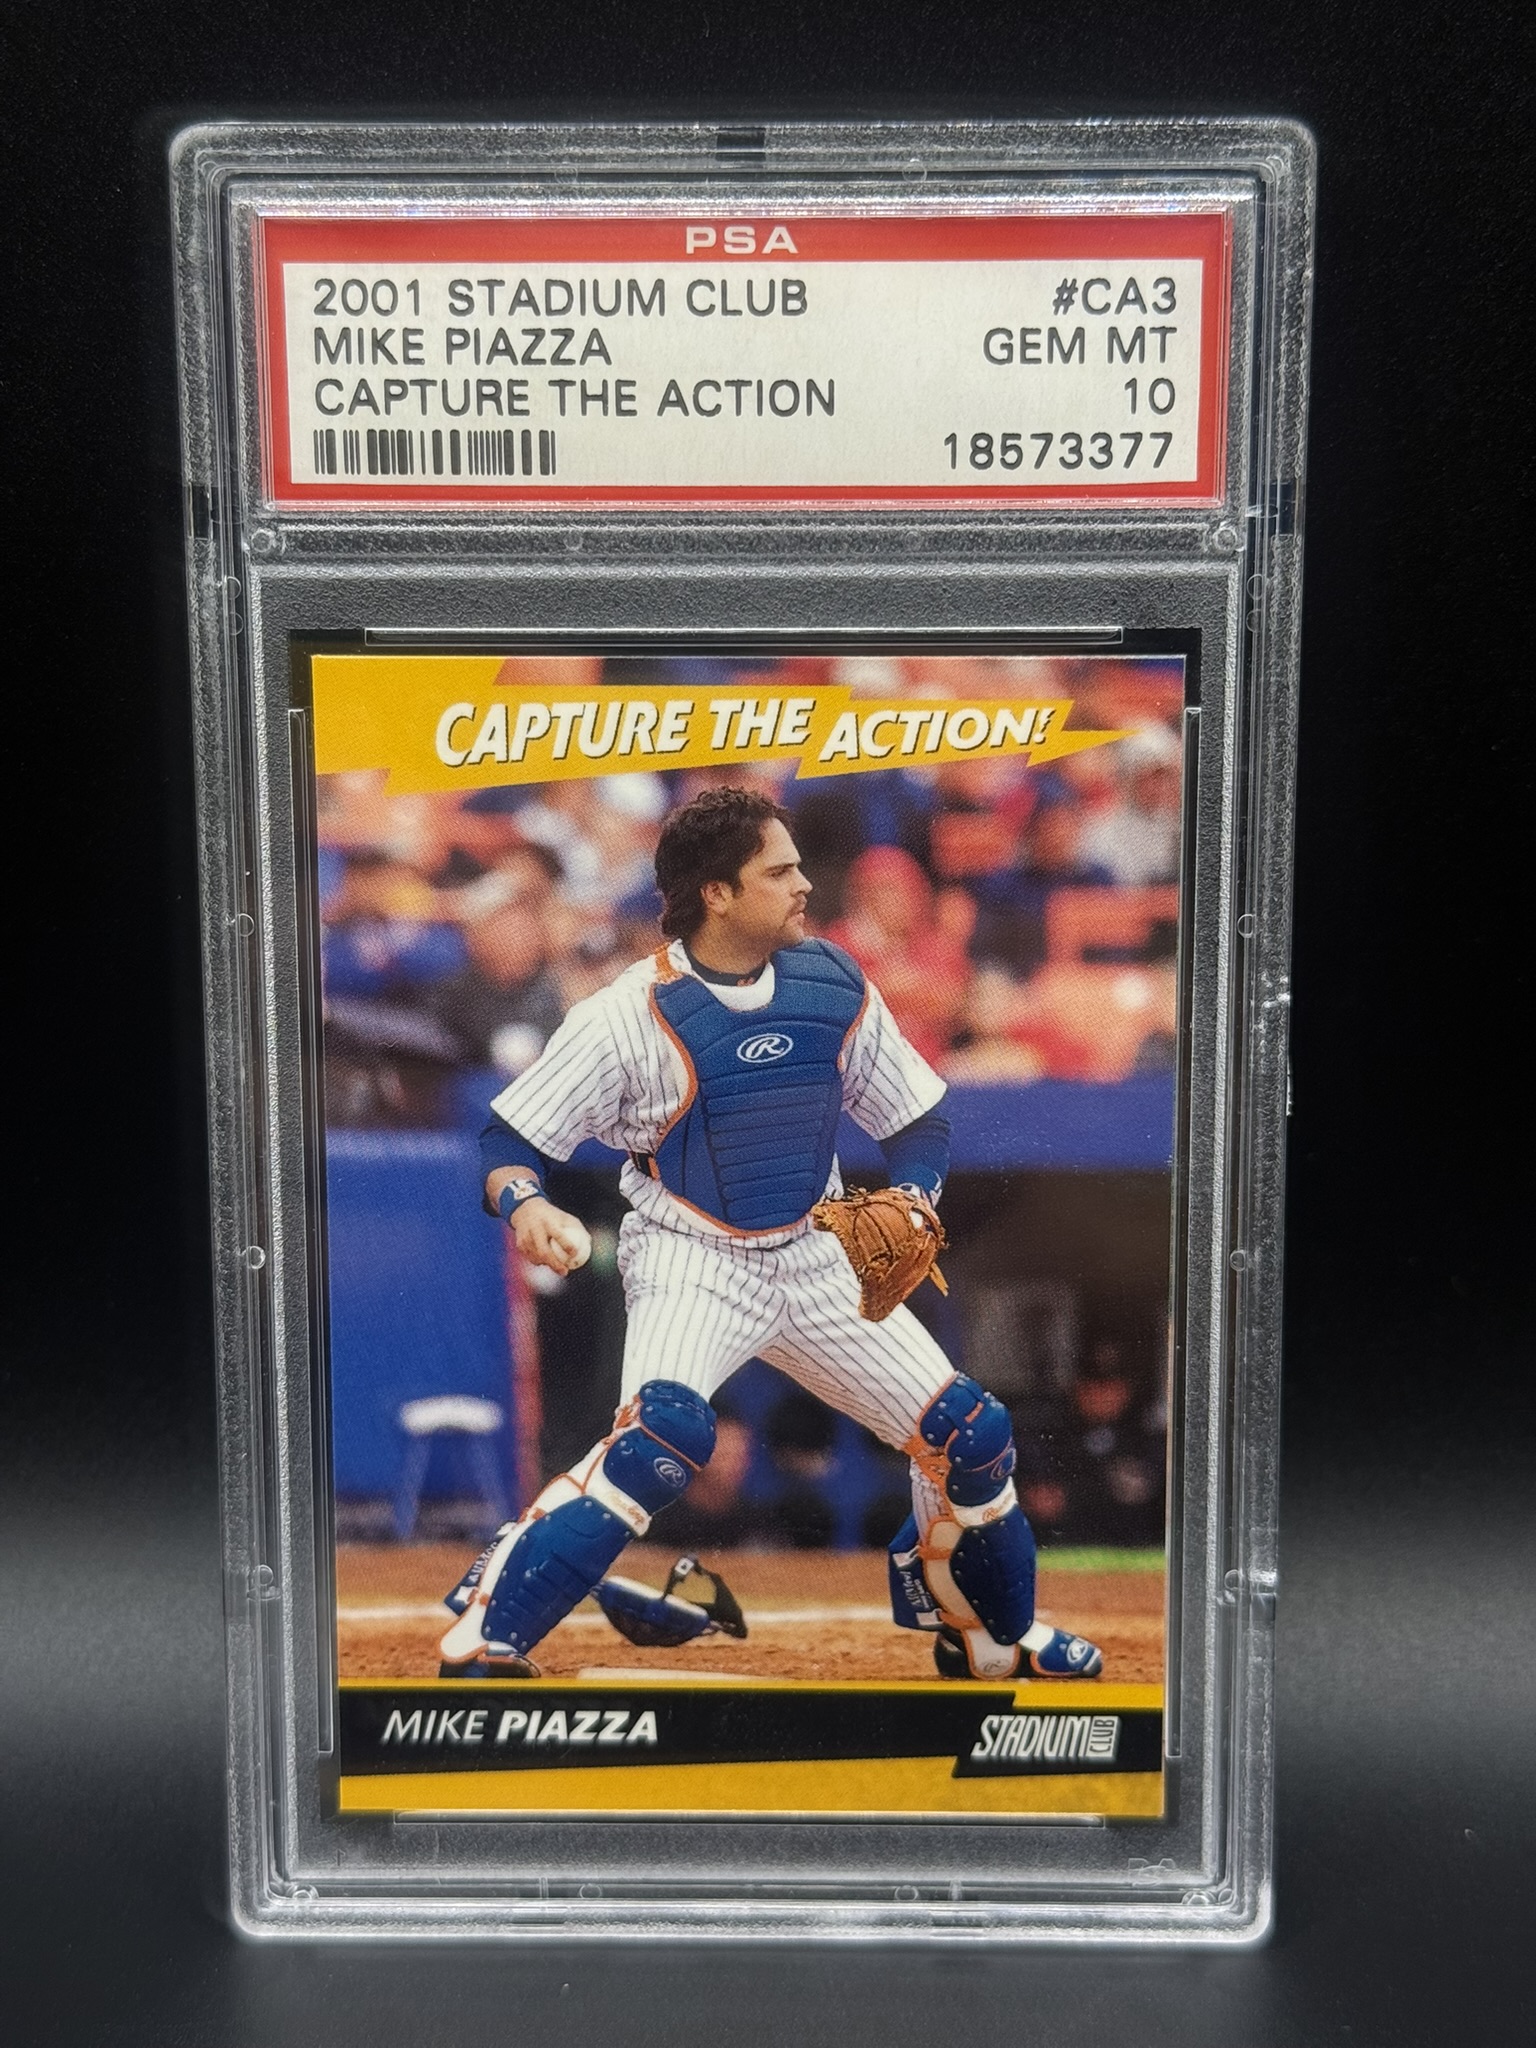 PSA
2001 STADIUM CLUB #CA3
MIKE PIAZZA GEM MT
CAPTURE THE ACTION 10
18573377
CAPTURE THE ACTION!
R
R
MIKE PIAZZA
STADIUM CLUB